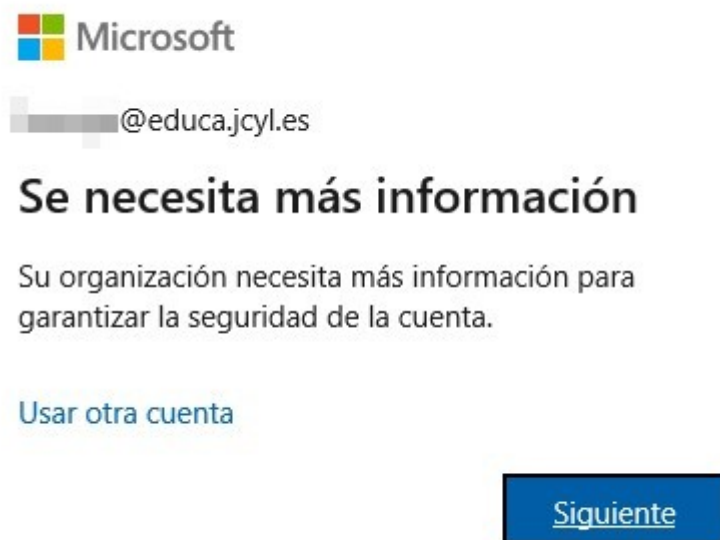 Microsoft
@educa.jcyl.es
Se necesita más información
Su organización necesita más información para
garantizar la seguridad de la cuenta.
Usar otra cuenta
Siguiente